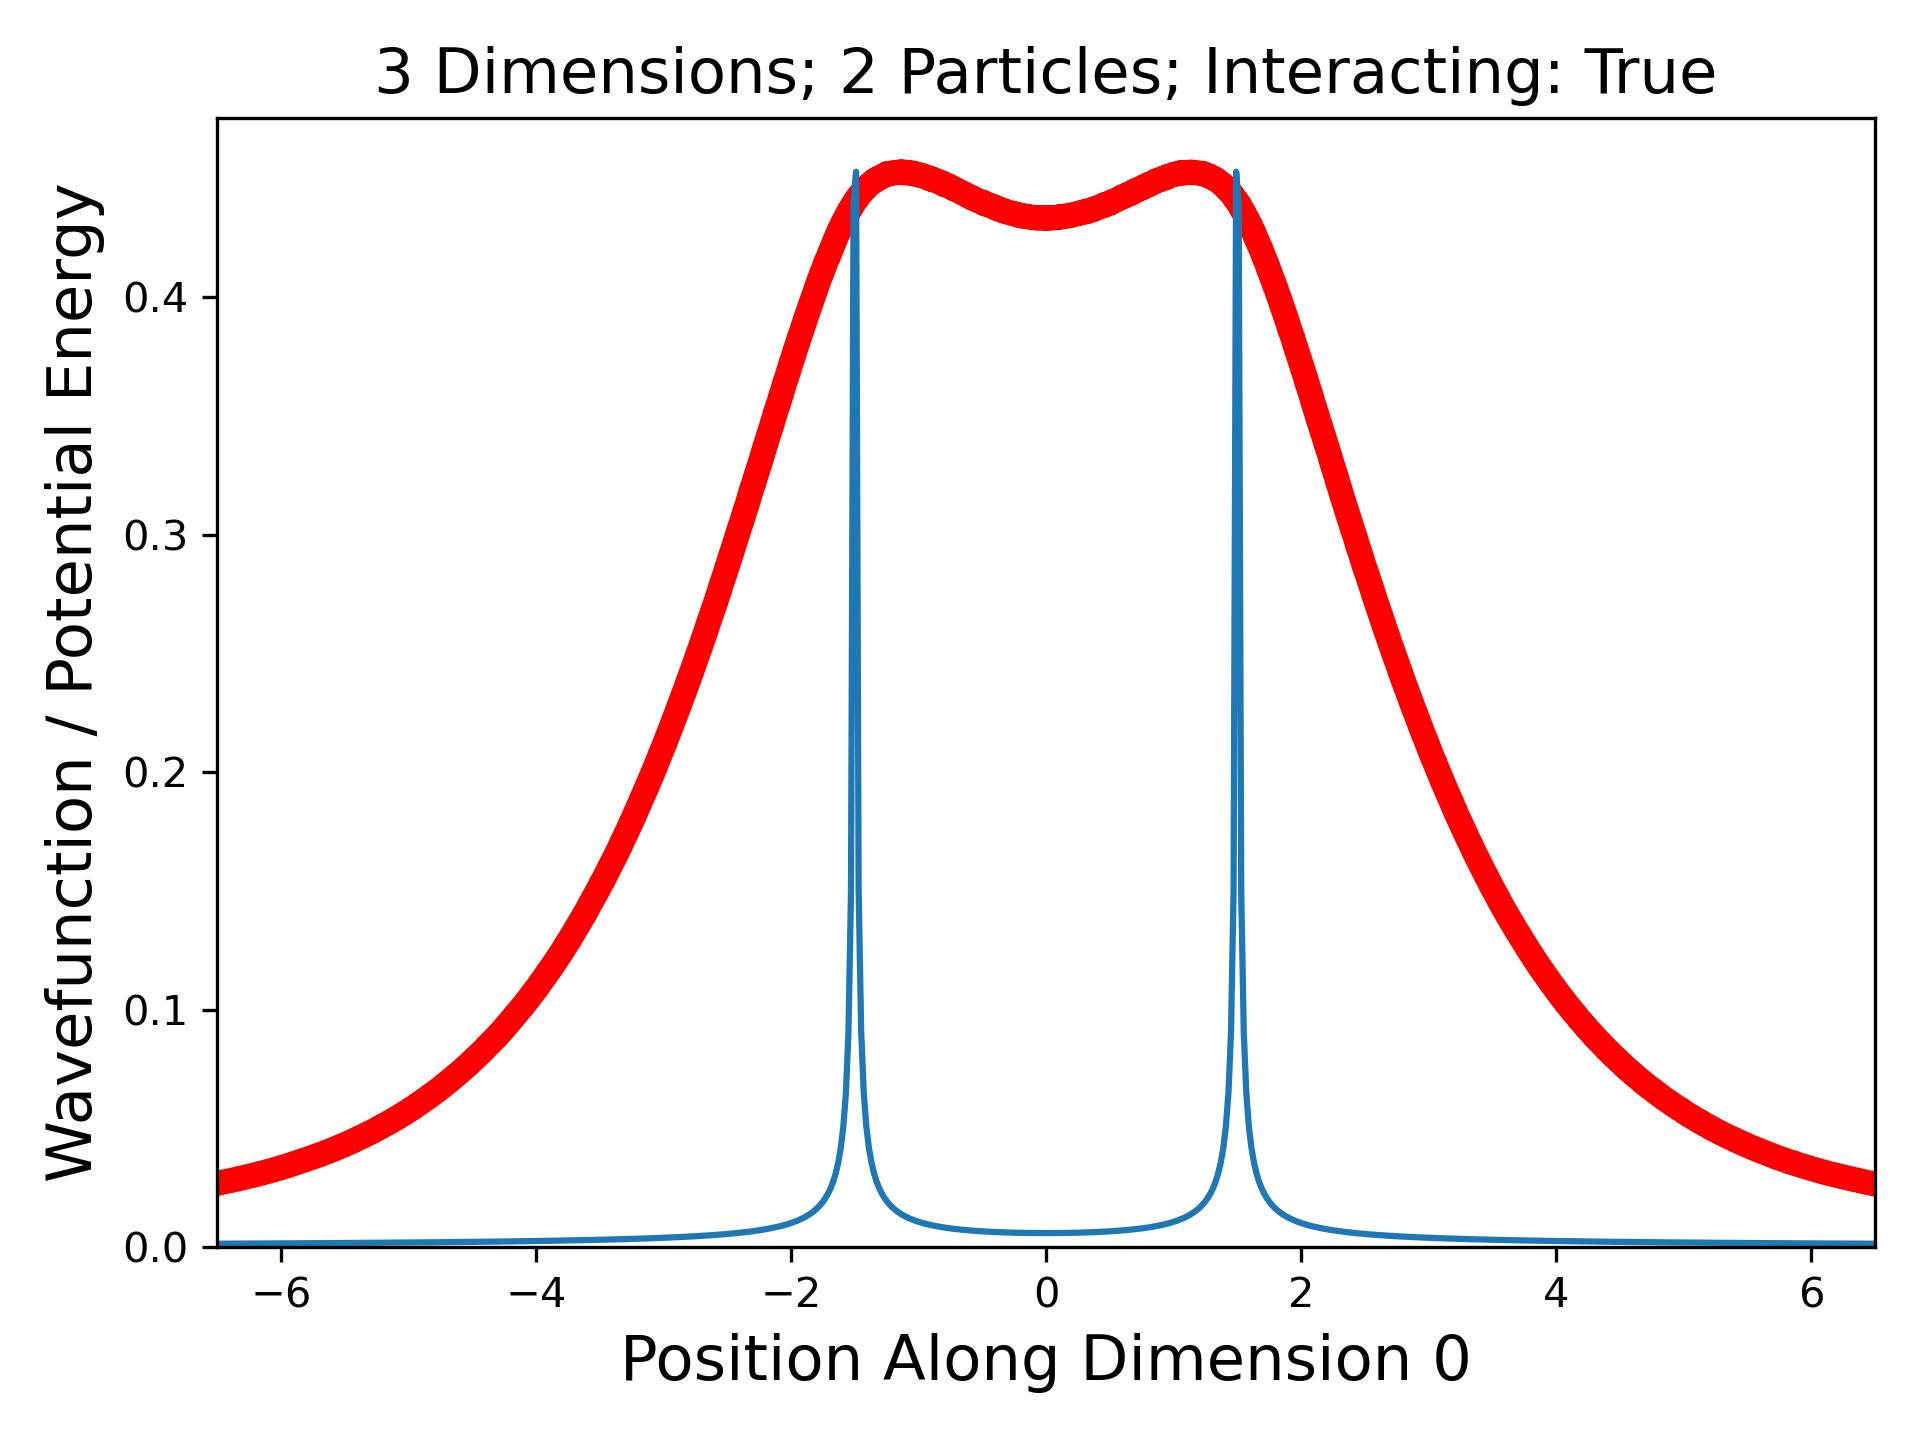 3 Dimensions; 2 Particles; Interacting: True
Wavefunction / Potential Energy
0.4
0.3
0.2
0.1
0.0
−6 −4 −2 0 2 4 6
Position Along Dimension 0